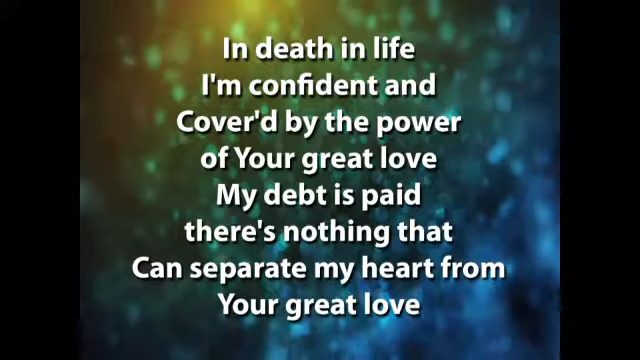 In death in life
I'm confident and
Cover'd by the power
of Your great love
My debt is paid
there's nothing that
Can separate my heart from
Your great love